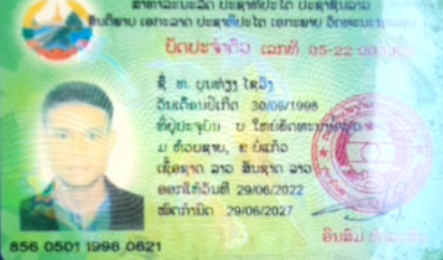 ສາທາລະນະລັດ ປະຊາທິປະໄຕ ປະຊາຊົນລາວ
ສັນຕິພາບ ເອກະລາດ ປະຊາທິປະໄຕ ເອກະພາບ ວັດທະນະຖາວອນ
ບັດປະຈຳຕົວ ເລກທີ 05-22
ຊື່ ທ. ບຸນທ່ຽງ ໄຊວົງ
ວັນເດືອນປີເກີດ 30/06/1998
ທີ່ຢູ່ປະຈຸບັນ ບ
ມ ຫ້ວຍຊາຍ, ຂ ບໍ່ແກ້ວ
ເຊື້ອຊາດ ລາວ ສັນຊາດ ລາວ
ອອກໃຫ້ວັນທີ 29/06/2022
ໝົດກຳນົດ 29/06/2027
856 0501 1998 0621